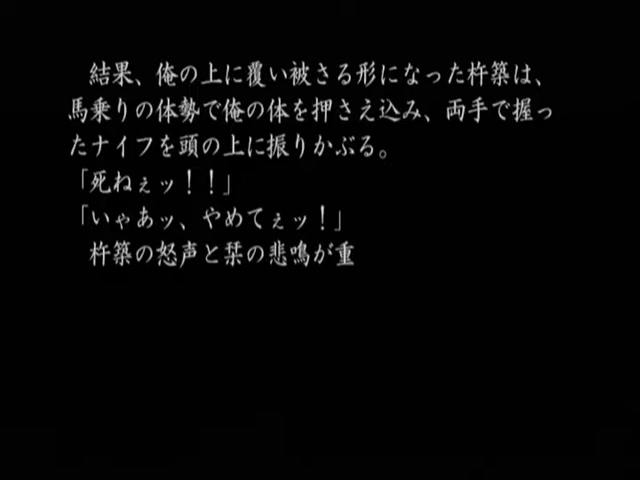 結果、俺の上に覆い被さる形になった杵築は、
馬乗りの体勢で俺の体を押さえ込み、両手で握っ
たナイフを頭の上に振りかぶる。
「死ねぇッ！！」
「いゃあッ、やめてぇッ！」
杵築の怒声と栞の悲鳴が重